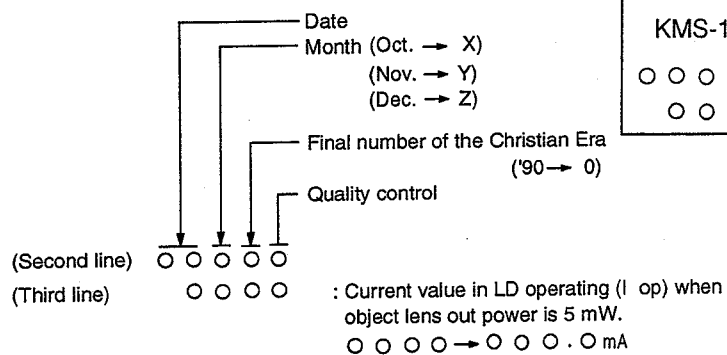 Date
Month (Oct. → X)
(Nov. → Y)
(Dec. → Z)
KMS-1
O O O
O O
Final number of the Christian Era
('90→ 0)
Quality control
(Second line) O O O O O
(Third line) O O O O
: Current value in LD operating (I op) when
object lens out power is 5 mW.
O O O O → O O O . O mA